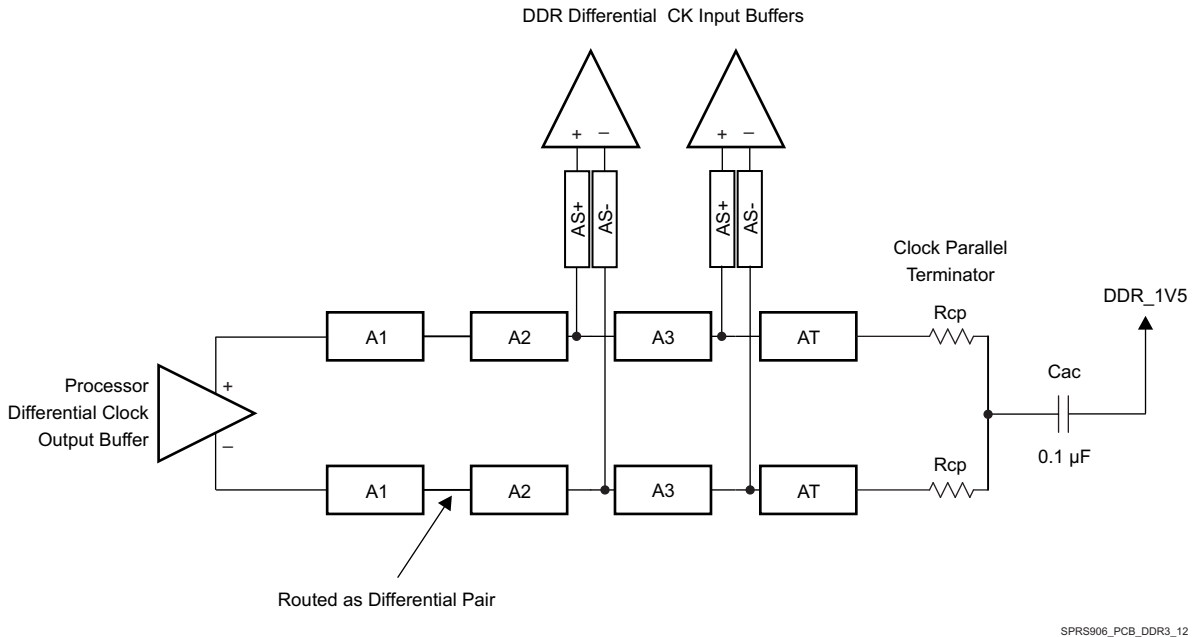 DDR Differential CK Input Buffers
+ –
+ –
AS+
AS-
AS+
AS-
Clock Parallel
Terminator
DDR_1V5
A1
A2
A3
AT
Rcp
Processor
Differential Clock
Output Buffer
+
–
Cac
0.1 µF
A1
A2
A3
AT
Rcp
Routed as Differential Pair
SPRS906_PCB_DDR3_12